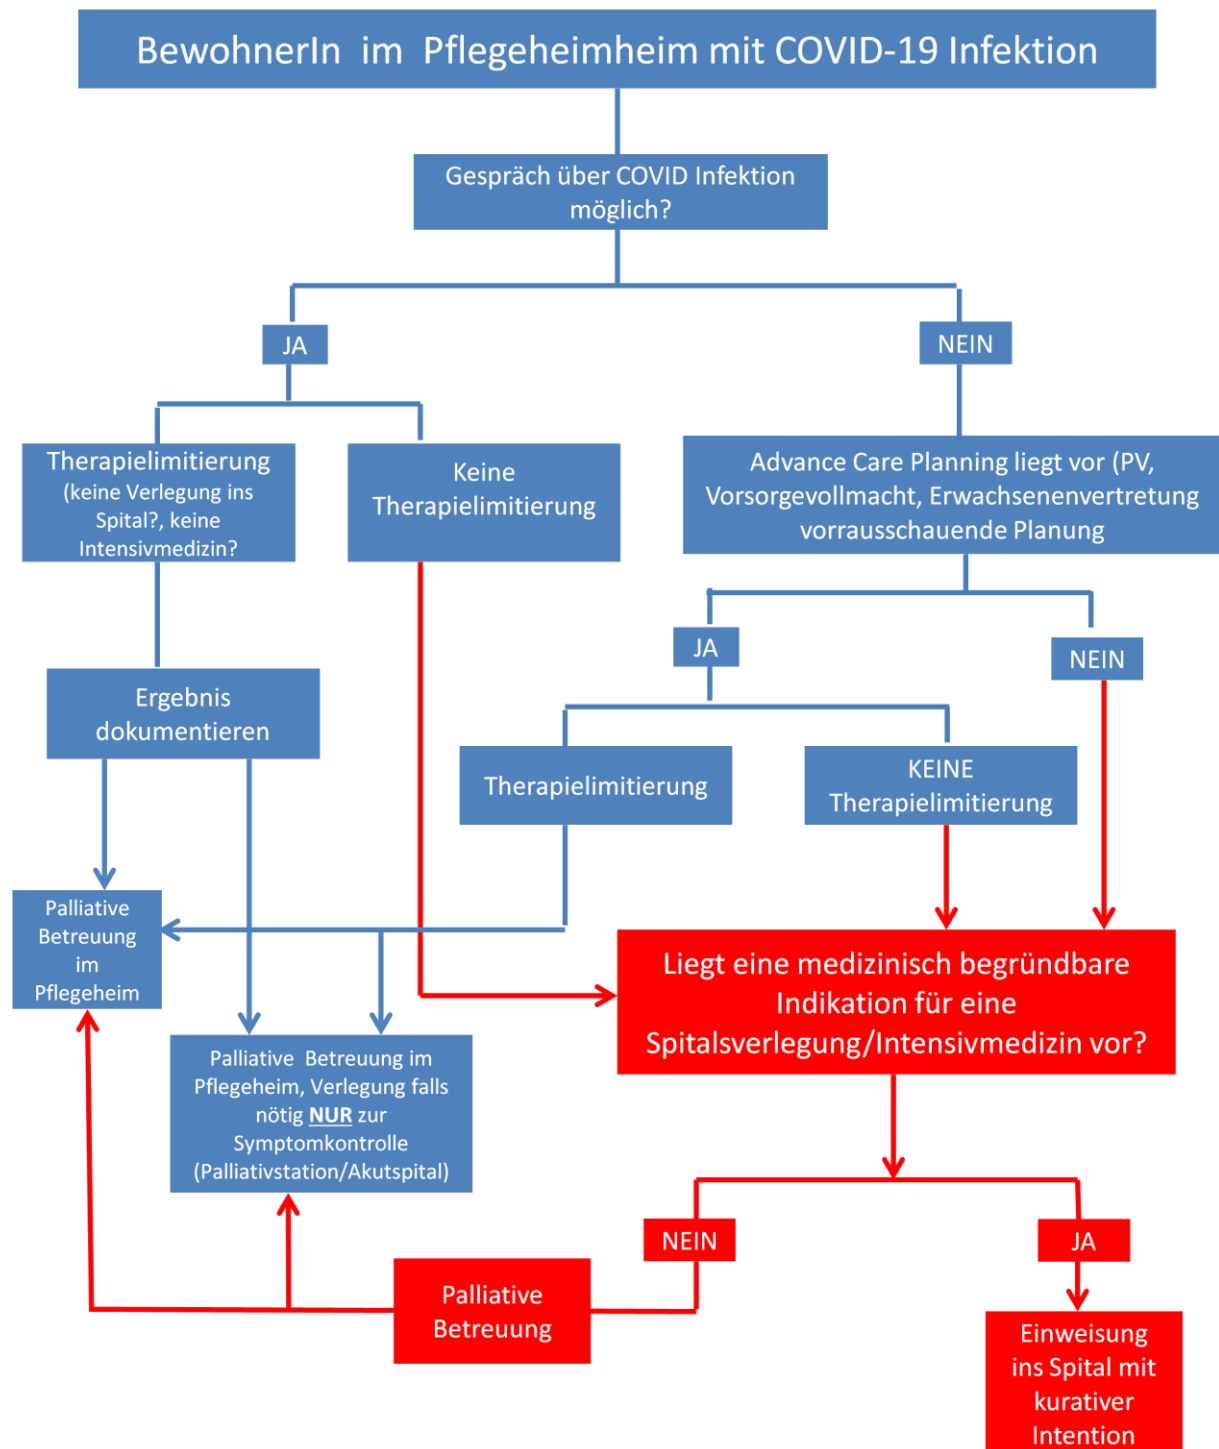 BewohnerIn im Pflegeheimheim mit COVID-19 Infektion
Gespräch über COVID Infektion
möglich?
JA
NEIN
Therapielimitierung
(keine Verlegung ins
Spital?, keine
Intensivmedizin?
Keine
Therapielimitierung
Advance Care Planning liegt vor (PV,
Vorsorgevollmacht, Erwachsenenvertretung
vorrausschauende Planung
JA
NEIN
Ergebnis
dokumentieren
Therapielimitierung
KEINE
Therapielimitierung
Palliative
Betreuung
im
Pflegeheim
Liegt eine medizinisch begründbare
Indikation für eine
Spitalsverlegung/Intensivmedizin vor?
Palliative Betreuung im
Pflegeheim, Verlegung falls
nötig NUR zur
Symptomkontrolle
(Palliativstation/Akutspital)
NEIN
JA
Palliative
Betreuung
Einweisung
ins Spital mit
kurativer
Intention